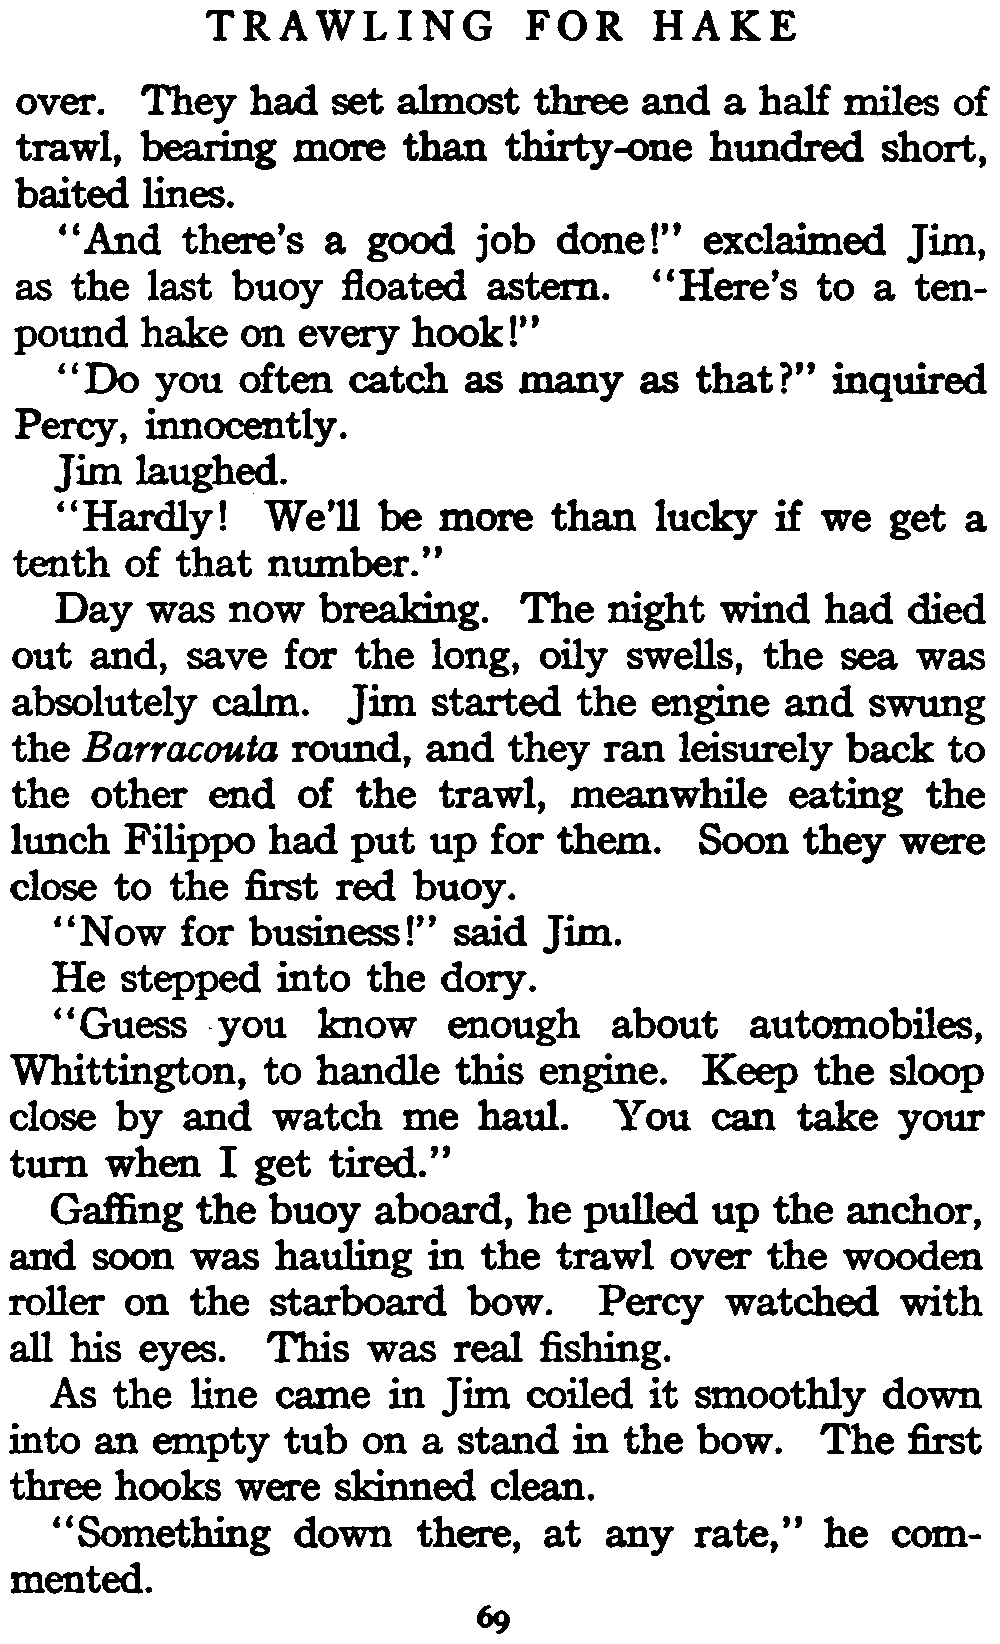 TRAWLING FOR HAKE
over. They had set almost three and a half miles of
trawl, bearing more than thirty-one hundred short,
baited lines.
"And there's a good job done!" exclaimed Jim,
as the last buoy floated astern. "Here's to a ten-
pound hake on every hook!"
"Do you often catch as many as that?" inquired
Percy, innocently.
Jim laughed.
"Hardly! We'll be more than lucky if we get a
tenth of that number."
Day was now breaking. The night wind had died
out and, save for the long, oily swells, the sea was
absolutely calm. Jim started the engine and swung
the Barracouta round, and they ran leisurely back to
the other end of the trawl, meanwhile eating the
lunch Filippo had put up for them. Soon they were
close to the first red buoy.
"Now for business!" said Jim.
He stepped into the dory.
"Guess you know enough about automobiles,
Whittington, to handle this engine. Keep the sloop
close by and watch me haul. You can take your
turn when I get tired."
Gaffing the buoy aboard, he pulled up the anchor,
and soon was hauling in the trawl over the wooden
roller on the starboard bow. Percy watched with
all his eyes. This was real fishing.
As the line came in Jim coiled it smoothly down
into an empty tub on a stand in the bow. The first
three hooks were skinned clean.
"Something down there, at any rate," he com-
mented.
69